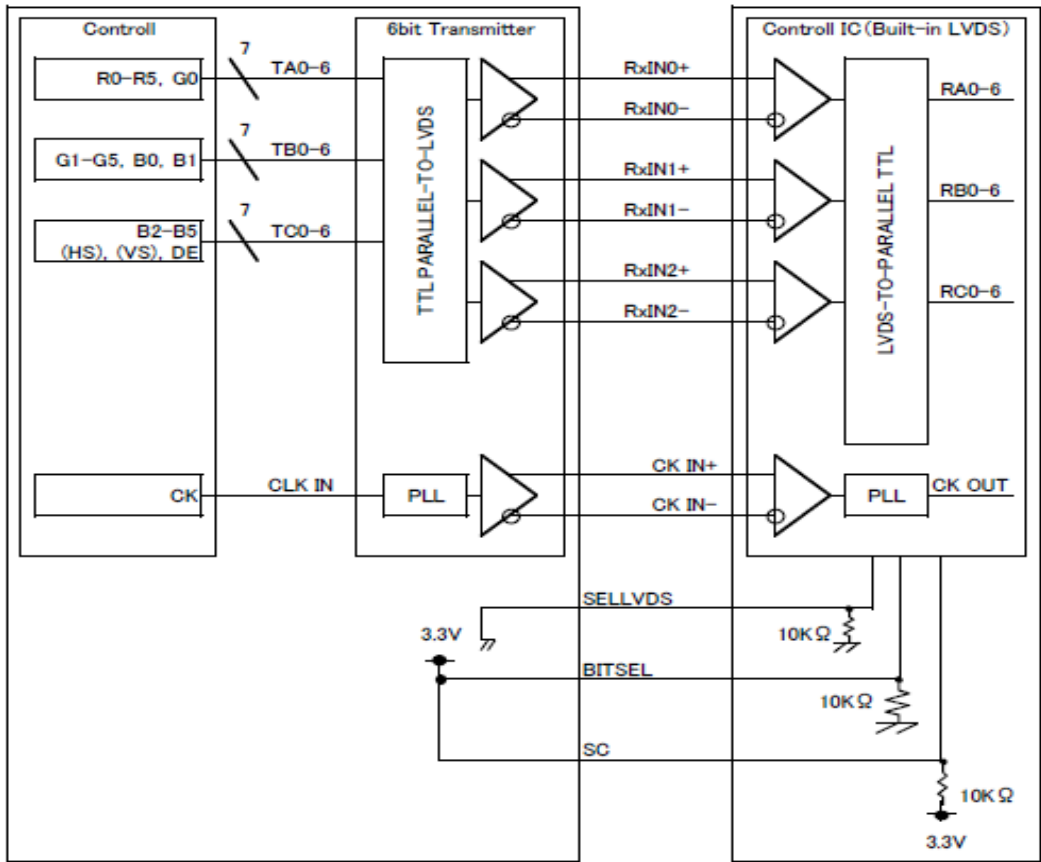 Controll
6bit Transmitter
Controll IC(Built-in LVDS)
R0-R5, G0
7
TA0-6
RxIN0+
RxIN0-
RA0-6
G1-G5, B0, B1
7
TB0-6
RxIN1+
RxIN1-
RB0-6
B2-B5
(HS), (VS), DE
7
TC0-6
RxIN2+
RxIN2-
RC0-6
TTL PARALLEL-TO-LVDS
LVDS-TO-PARALLEL TTL
CK
CLK IN
PLL
CK IN+
CK IN-
PLL
CK OUT
SELLVDS
10KΩ
3.3V
BITSEL
10KΩ
SC
10KΩ
3.3V